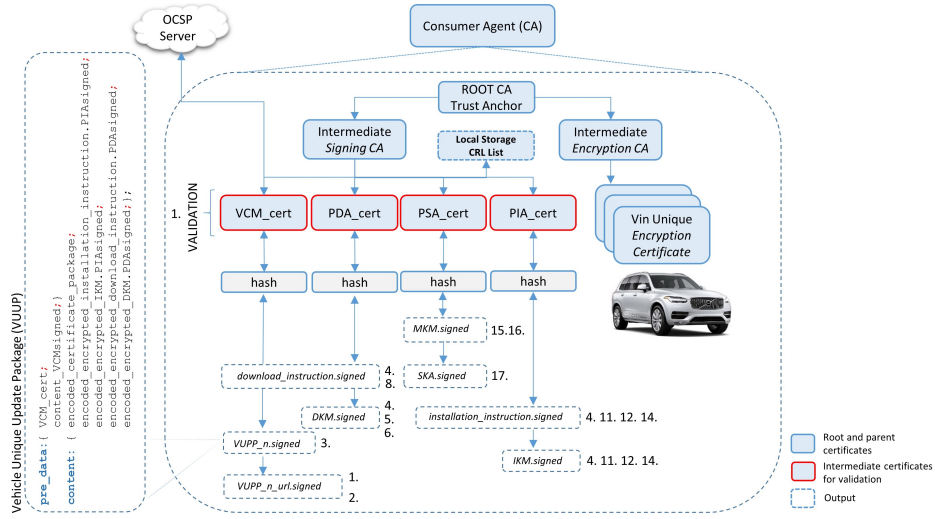 OCSP
Server
Consumer Agent (CA)
ROOT CA
Trust Anchor
Intermediate
Signing CA
Local Storage
CRL List
Intermediate
Encryption CA
1.
VALIDATION
VCM_cert
PDA_cert
PSA_cert
PIA_cert
Vin Unique
Encryption
Certificate
hash
hash
hash
hash
MKM.signed
15.16.
download_instruction.signed
4.
8.
SKA.signed
17.
DKM.signed
4.
5.
6.
installation_instruction.signed
4. 11. 12. 14.
VUPP_n.signed
3.
IKM.signed
4. 11. 12. 14.
VUPP_n_url.signed
1.
2.
Root and parent
certificates
Intermediate certificates
for validation
Output
Vehicle Unique Update Package (VUUP)
pre_data:{ VCM_cert;
content_VCMsigned;}
content: { encoded_certificate_package;
encoded_encrypted_installation_instruction.PIAsigned;
encoded_encrypted_IKM.PIAsigned;
encoded_encrypted_download_instruction.PDAsigned;
encoded_encrypted_DKM.PDAsigned;};